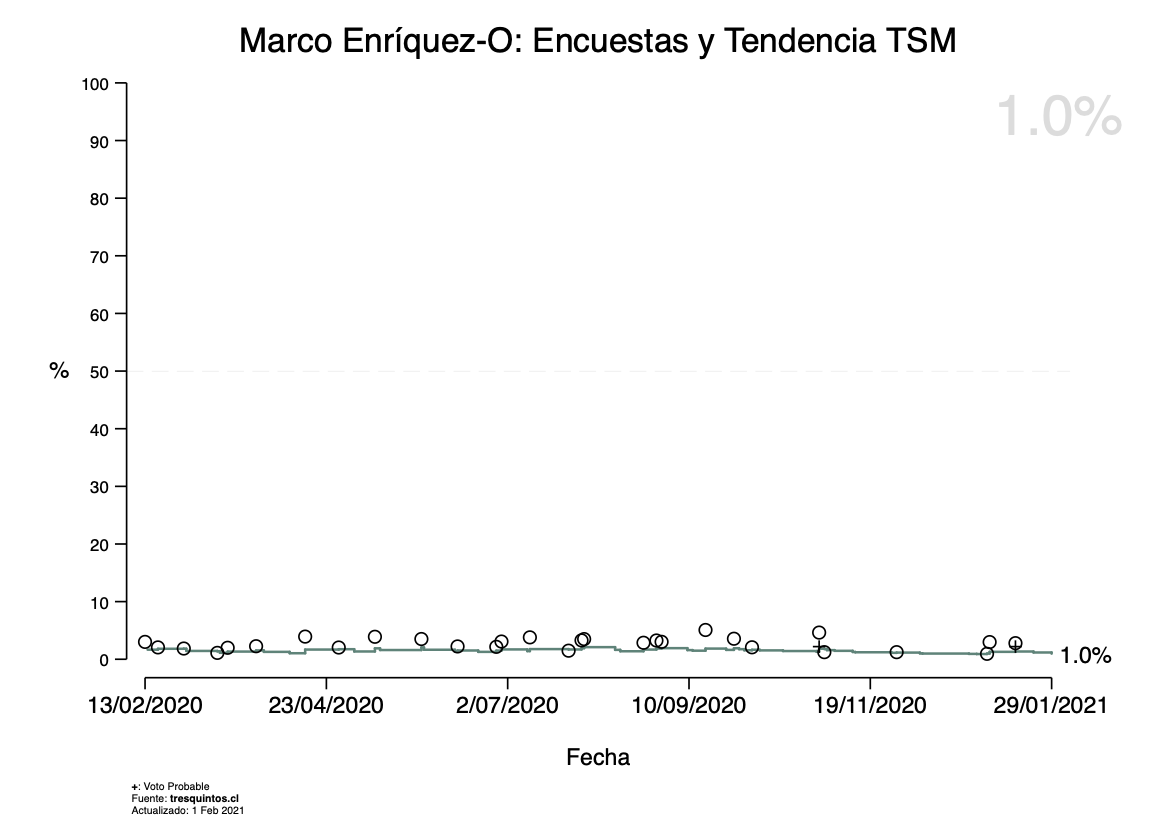 Marco Enríquez-O: Encuestas y Tendencia TSM
1.0%
100
90
80
70
60
% 50
40
30
20
10
0
1.0%
13/02/2020 23/04/2020 2/07/2020 10/09/2020 19/11/2020 29/01/2021
Fecha
+: Voto Probable
Fuente: tresquintos.cl
Actualizado: 1 Feb 2021